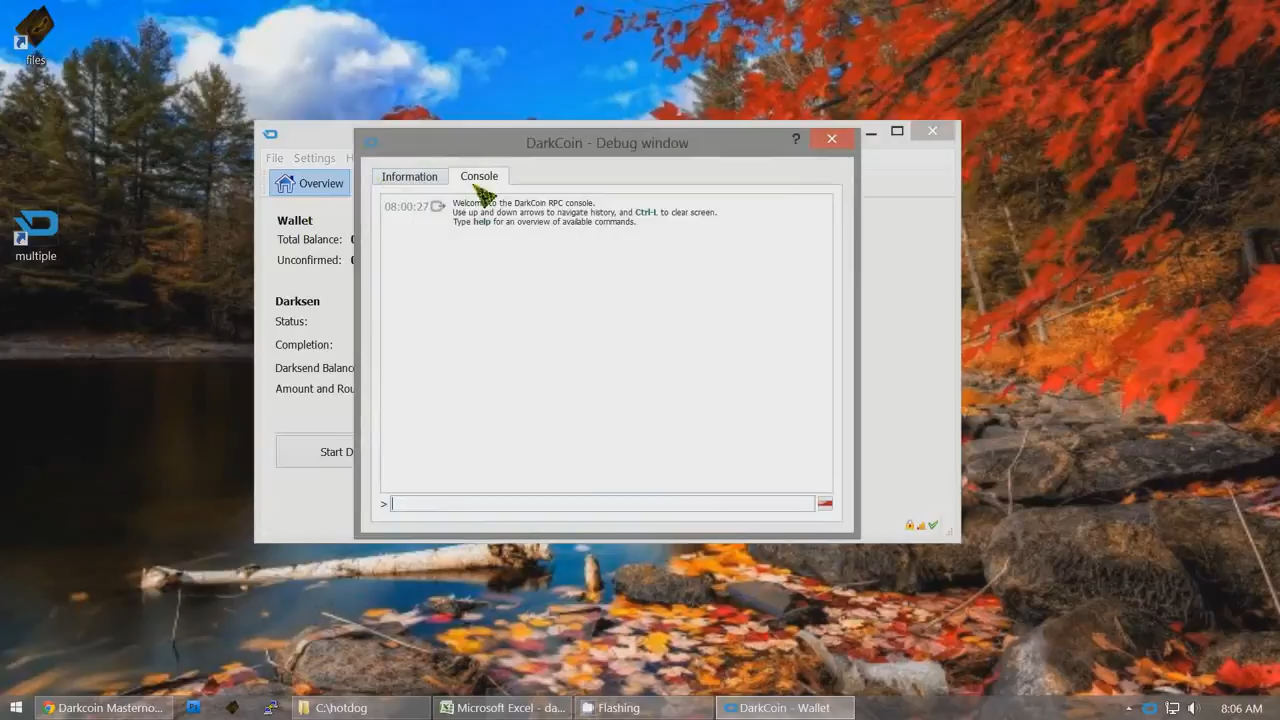 files
multiple
DarkCoin - Debug window
?
File Settings H
Information Console
Overview
08:00:27
Welcome to the DarkCoin RPC console.
Use up and down arrows to navigate history, and Ctrl-L to clear screen.
Type help for an overview of available commands.
Wallet
Total Balance:
Unconfirmed:
Darksen
Status:
Completion:
Darksend Balanc
Amount and Rou
Start D
>
Darkcoin Masterno...
C:\hotdog
Microsoft Excel - da...
Flashing
DarkCoin - Wallet
8:06 AM